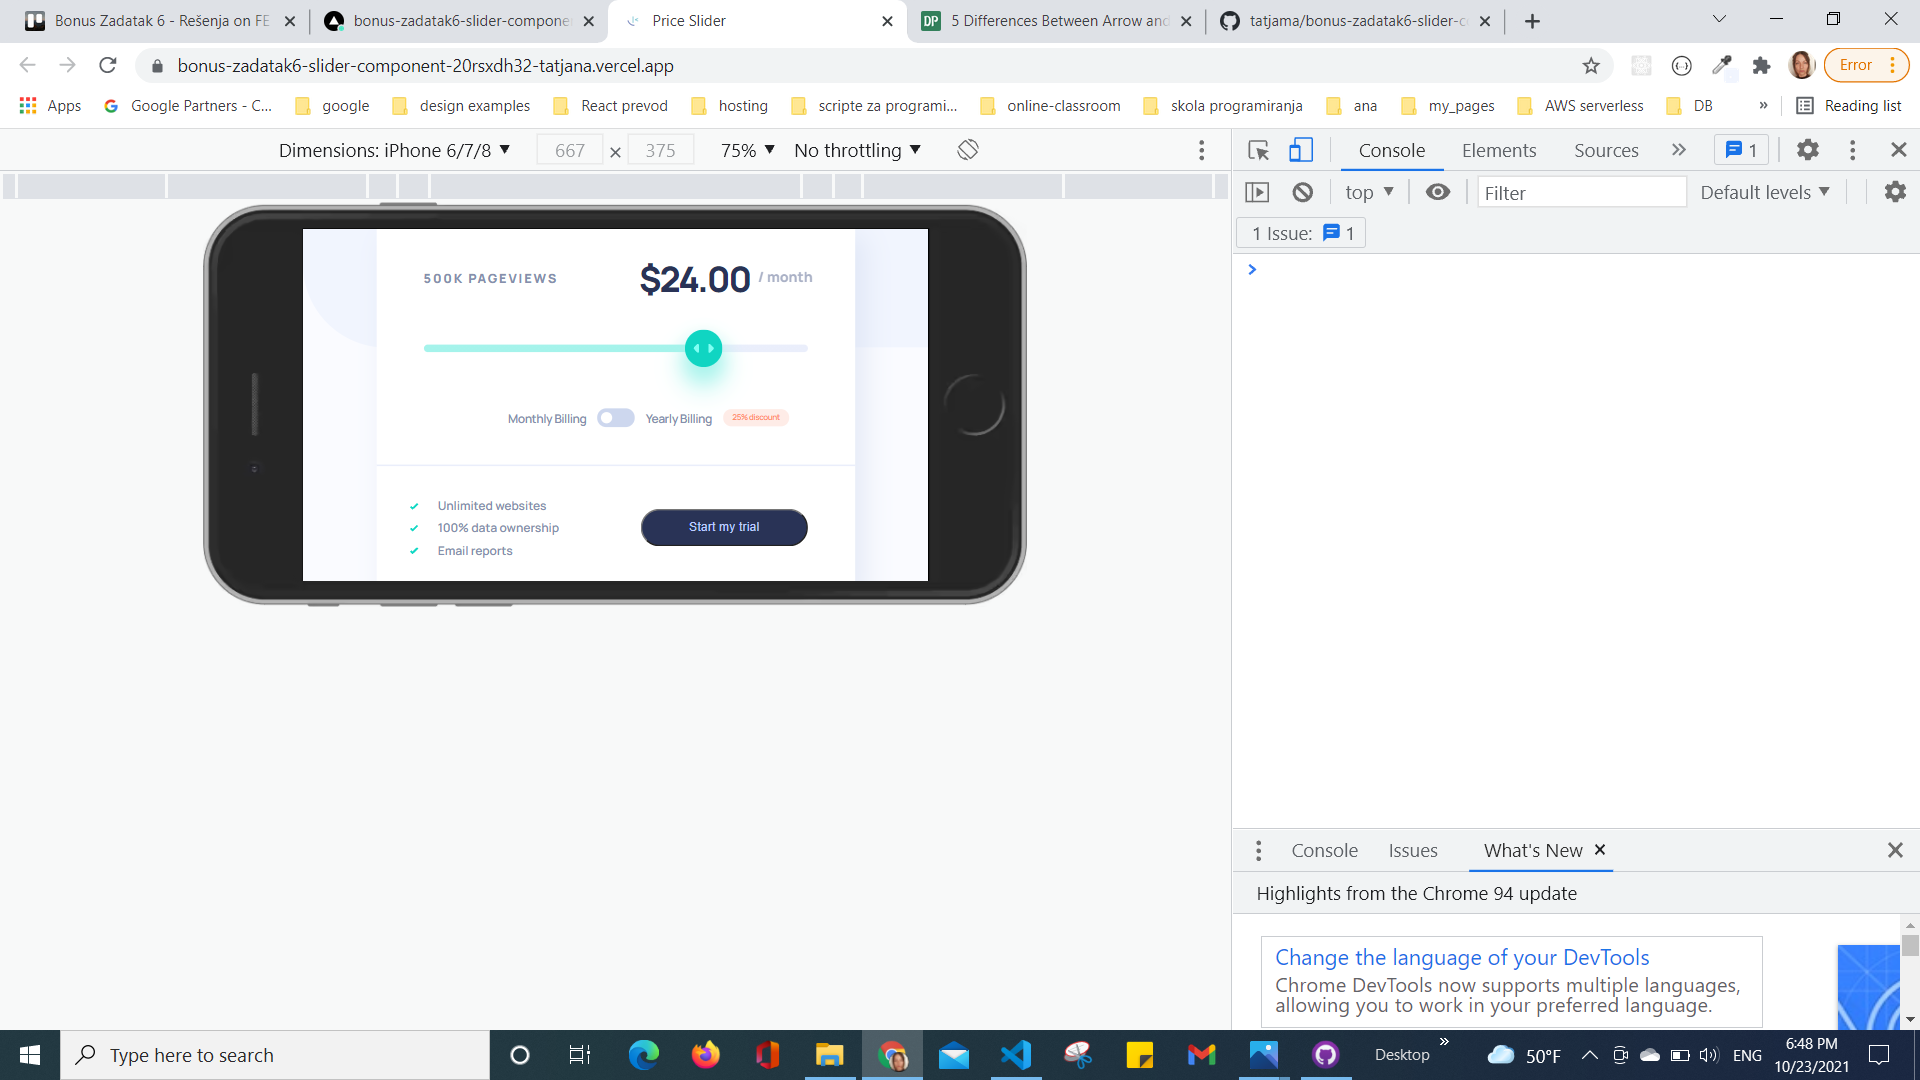 Bonus Zadatak 6 - Rešenja on FE
bonus-zadatak6-slider-compone
Price Slider
DP 5 Differences Between Arrow and
tatjama/bonus-zadatak6-slider-c
bonus-zadatak6-slider-component-20rsxdh32-tatjana.vercel.app
Error
Apps
Google Partners - C...
google
design examples
React prevod
hosting
scripte za programi...
online-classroom
skola programiranja
ana
my_pages
AWS serverless
DB
»
Reading list
Dimensions: iPhone 6/7/8
667 × 375
75%
No throttling
Console
Elements
Sources
1
top
Filter
Default levels
1 Issue: 1
500K PAGEVIEWS
$24.00 / month
Monthly Billing
Yearly Billing
25% discount
Unlimited websites
100% data ownership
Email reports
Start my trial
Console
Issues
What's New
Highlights from the Chrome 94 update
Change the language of your DevTools
Chrome DevTools now supports multiple languages,
allowing you to work in your preferred language.
Type here to search
Desktop
50°F
ENG
6:48 PM
10/23/2021